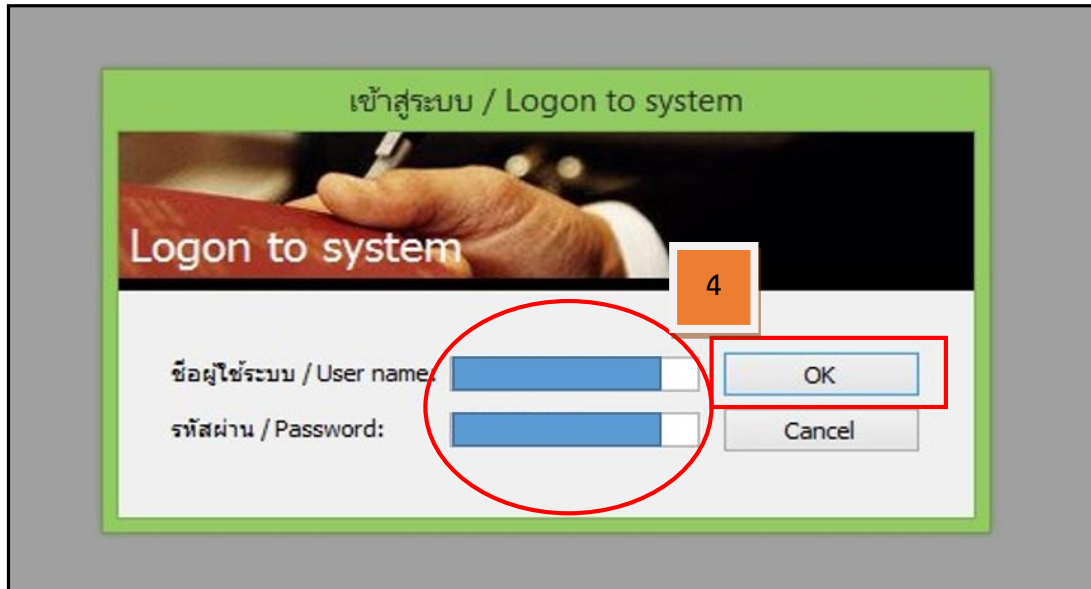 เข้าสู่ระบบ / Logon to system
Logon to system
4
ชื่อผู้ใช้ระบบ / User name:
OK
รหัสผ่าน / Password:
Cancel